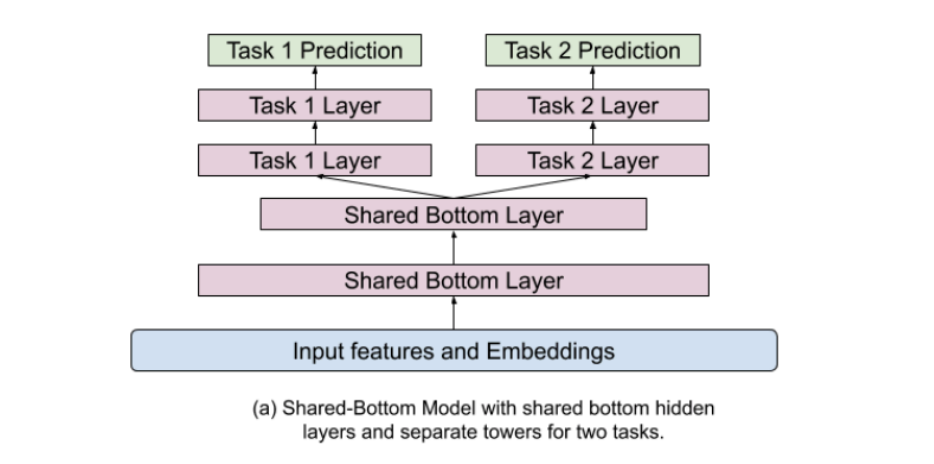 Task 1 Prediction
Task 2 Prediction
Task 1 Layer
Task 2 Layer
Task 1 Layer
Task 2 Layer
Shared Bottom Layer
Shared Bottom Layer
Input features and Embeddings
(a) Shared-Bottom Model with shared bottom hidden
layers and separate towers for two tasks.